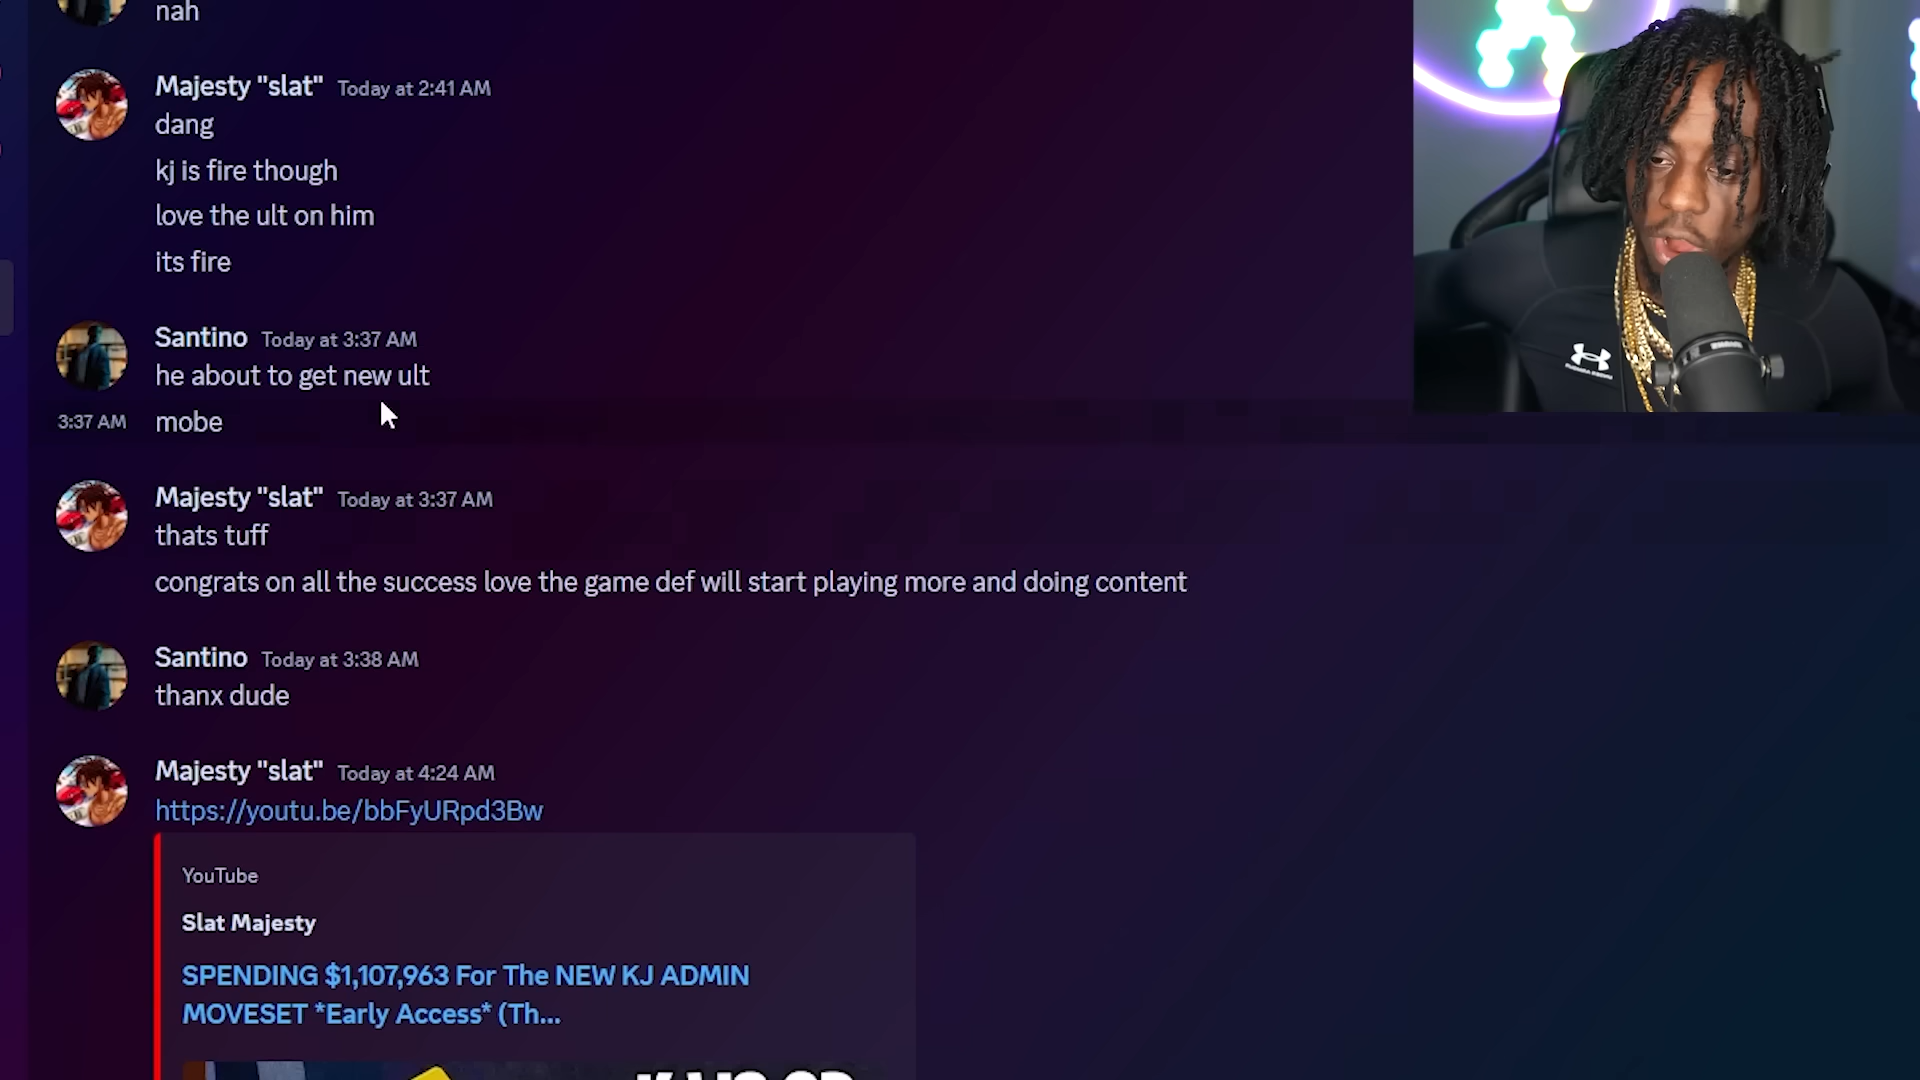 nah
Majesty "slat" Today at 2:41 AM
dang
kj is fire though
love the ult on him
its fire
Santino Today at 3:37 AM
he about to get new ult
3:37 AM mobe
Majesty "slat" Today at 3:37 AM
thats tuff
congrats on all the success love the game def will start playing more and doing content
Santino Today at 3:38 AM
thanx dude
Majesty "slat" Today at 4:24 AM
https://youtu.be/bbFyURpd3Bw
YouTube
Slat Majesty
SPENDING $1,107,963 For The NEW KJ ADMIN
MOVESET *Early Access* (Th...